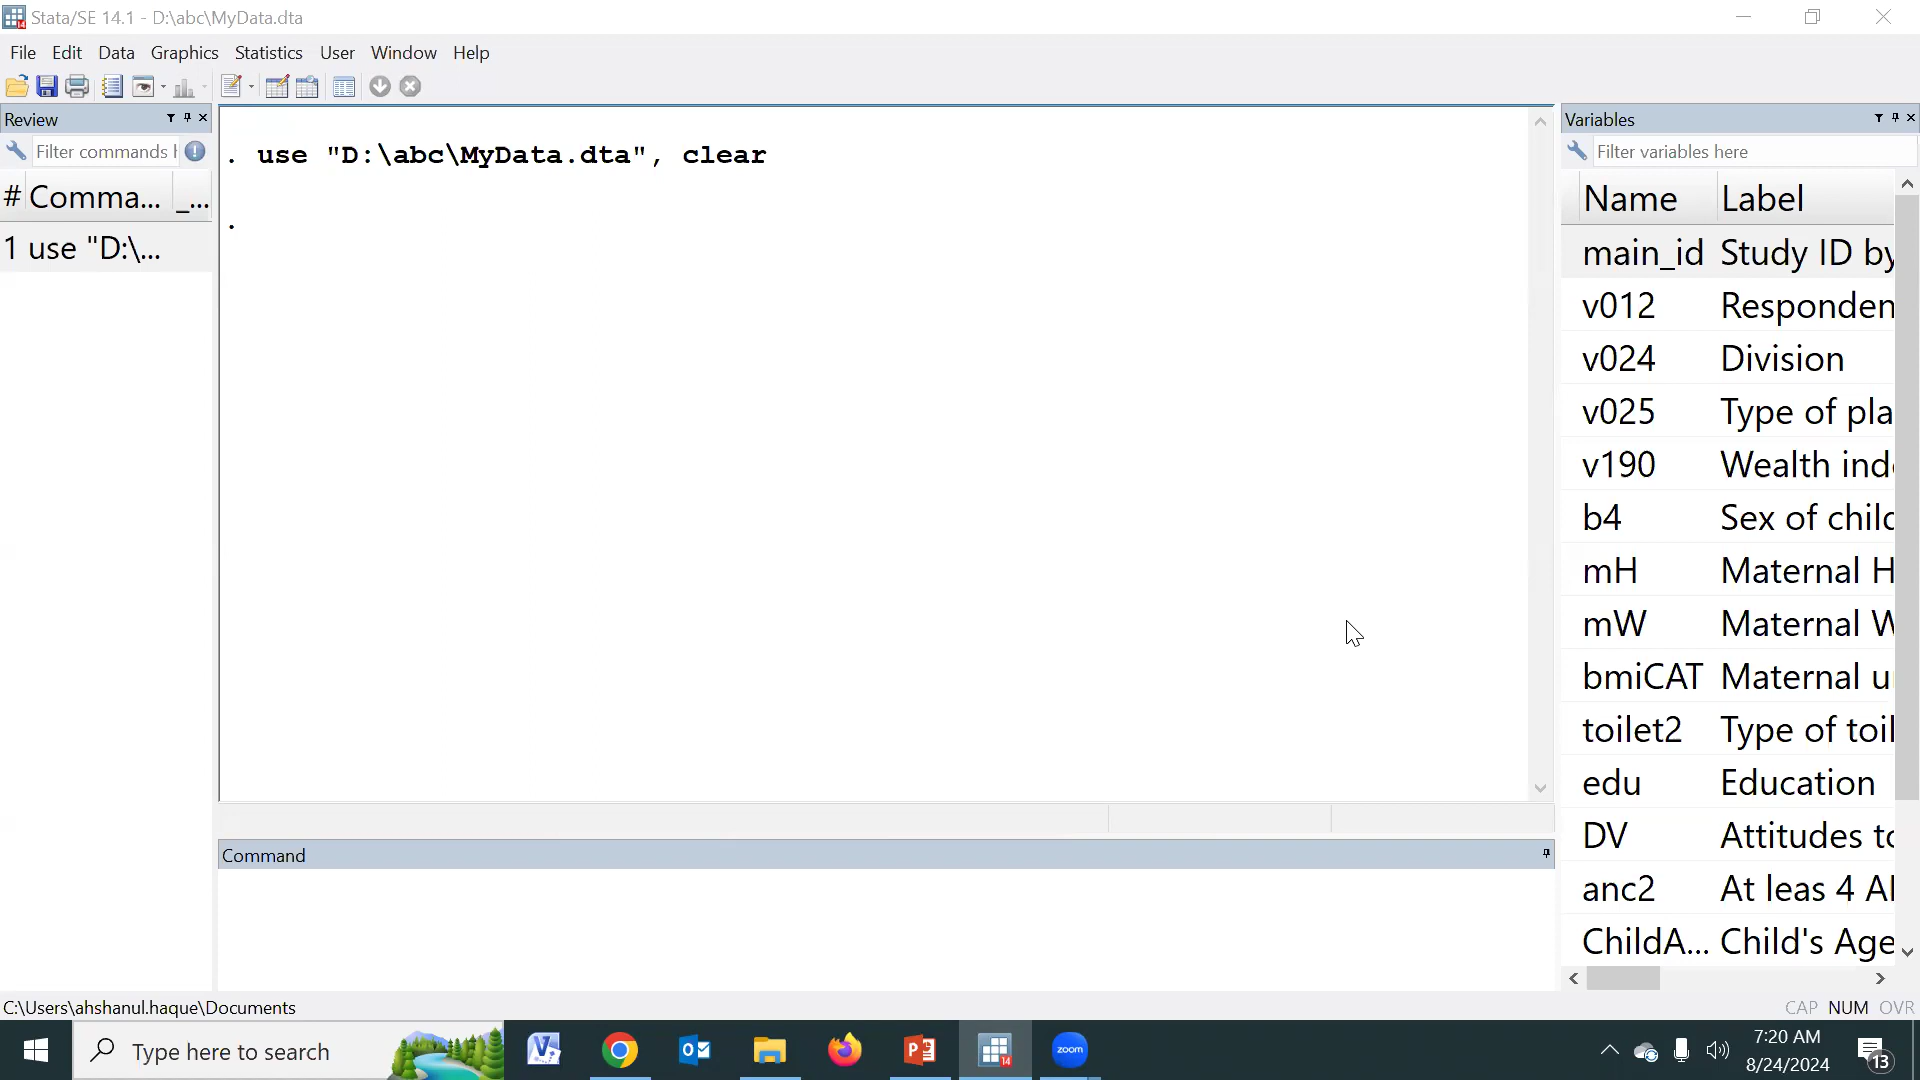 Stata/SE 14.1 - D:\abc\MyData.dta
File Edit Data Graphics Statistics User Window Help
Review
Filter commands h
# Comma... _...
1 use "D:\...
. use "D:\abc\MyData.dta", clear
.
Command
Variables
Filter variables here
Name Label
main_id Study ID by
v012 Responden
v024 Division
v025 Type of pla
v190 Wealth ind
b4 Sex of chil
mH Maternal H
mW Maternal W
bmiCAT Maternal u
toilet2 Type of toil
edu Education
DV Attitudes to
anc2 At leas 4 A
ChildA... Child's Age
C:\Users\ahshanul.haque\Documents
CAP NUM OVR
Type here to search
14
zoom
7:20 AM
8/24/2024
13